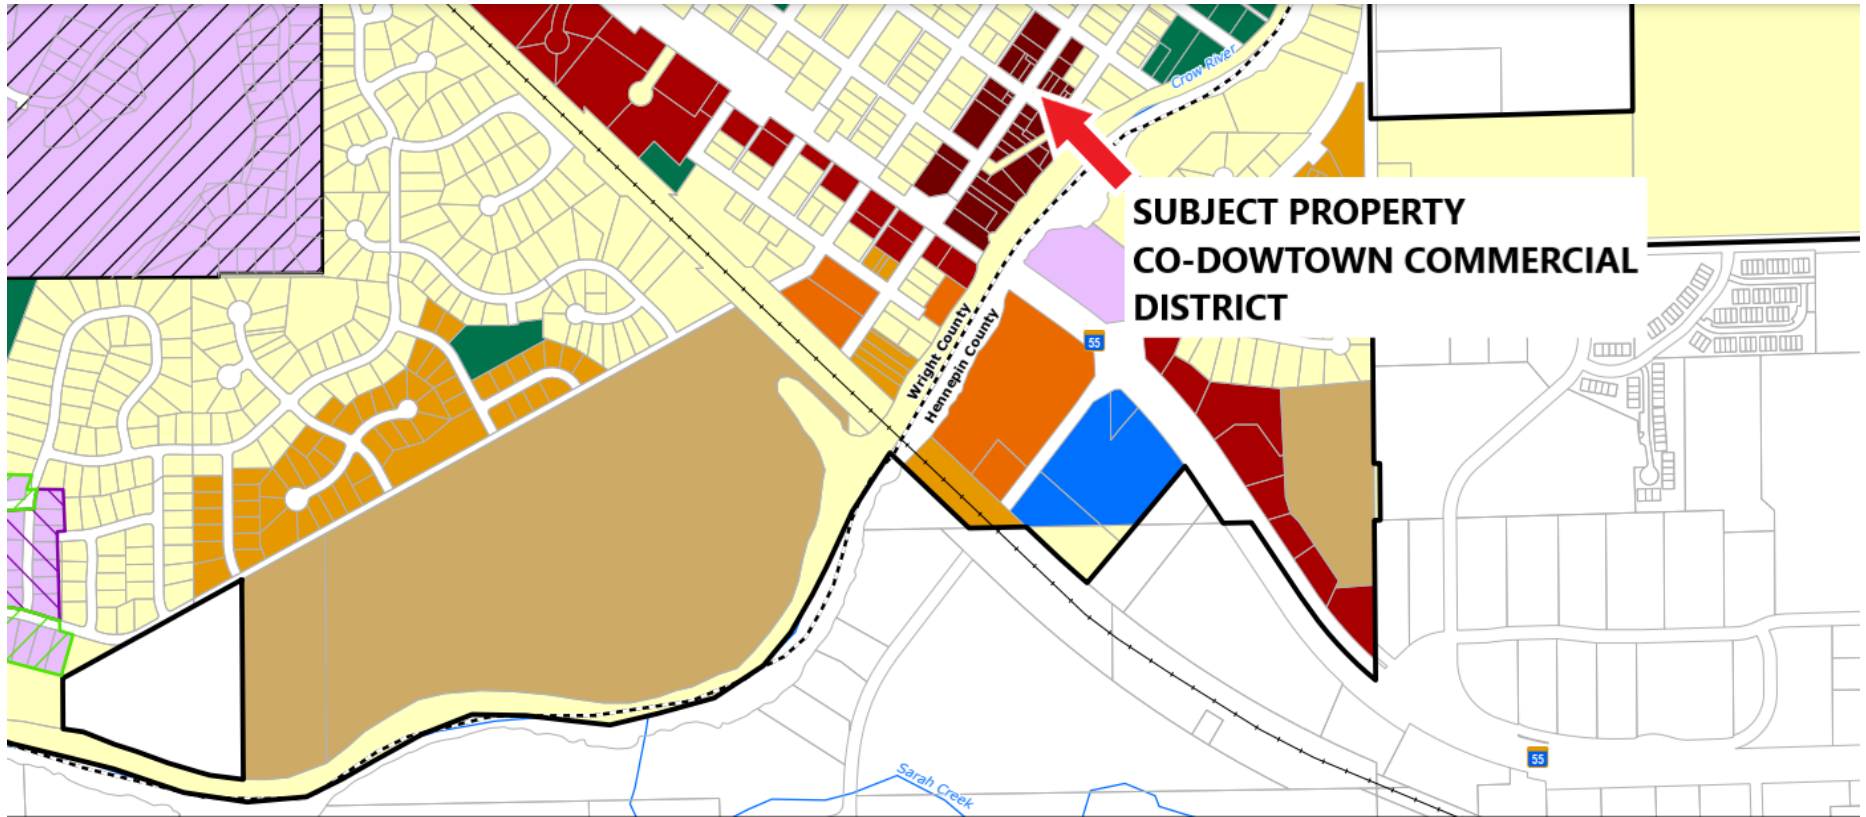 Crow River
SUBJECT PROPERTY
CO-DOWTOWN COMMERCIAL
DISTRICT
Wright County
Hennepin County
55
55
Sarah Creek